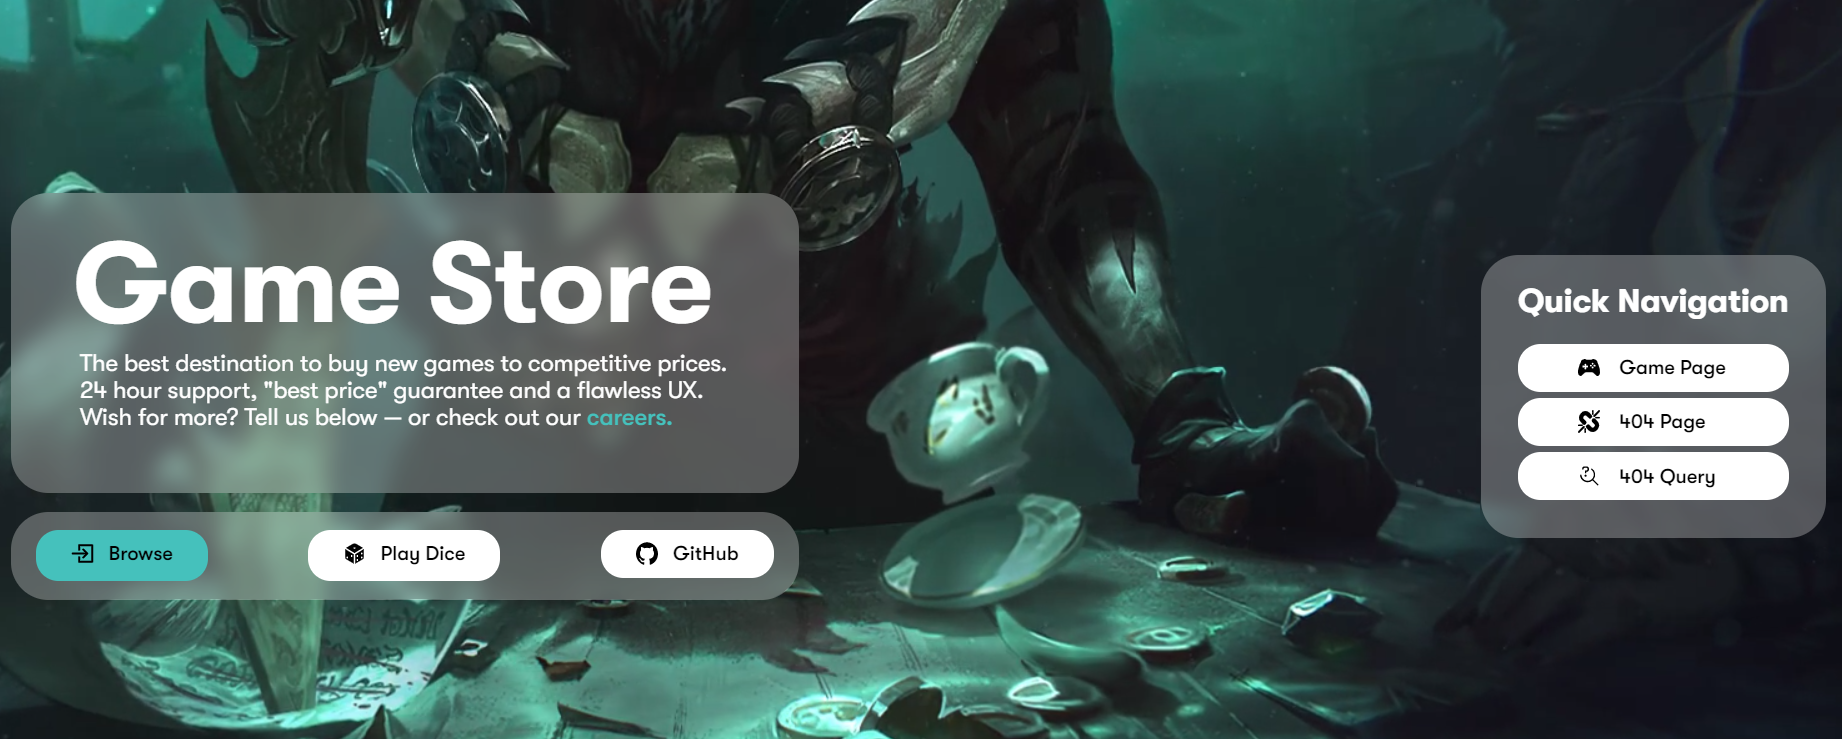 Game Store
The best destination to buy new games to competitive prices.
24 hour support, "best price" guarantee and a flawless UX.
Wish for more? Tell us below — or check out our careers.
Browse
Play Dice
GitHub
Quick Navigation
Game Page
404 Page
404 Query